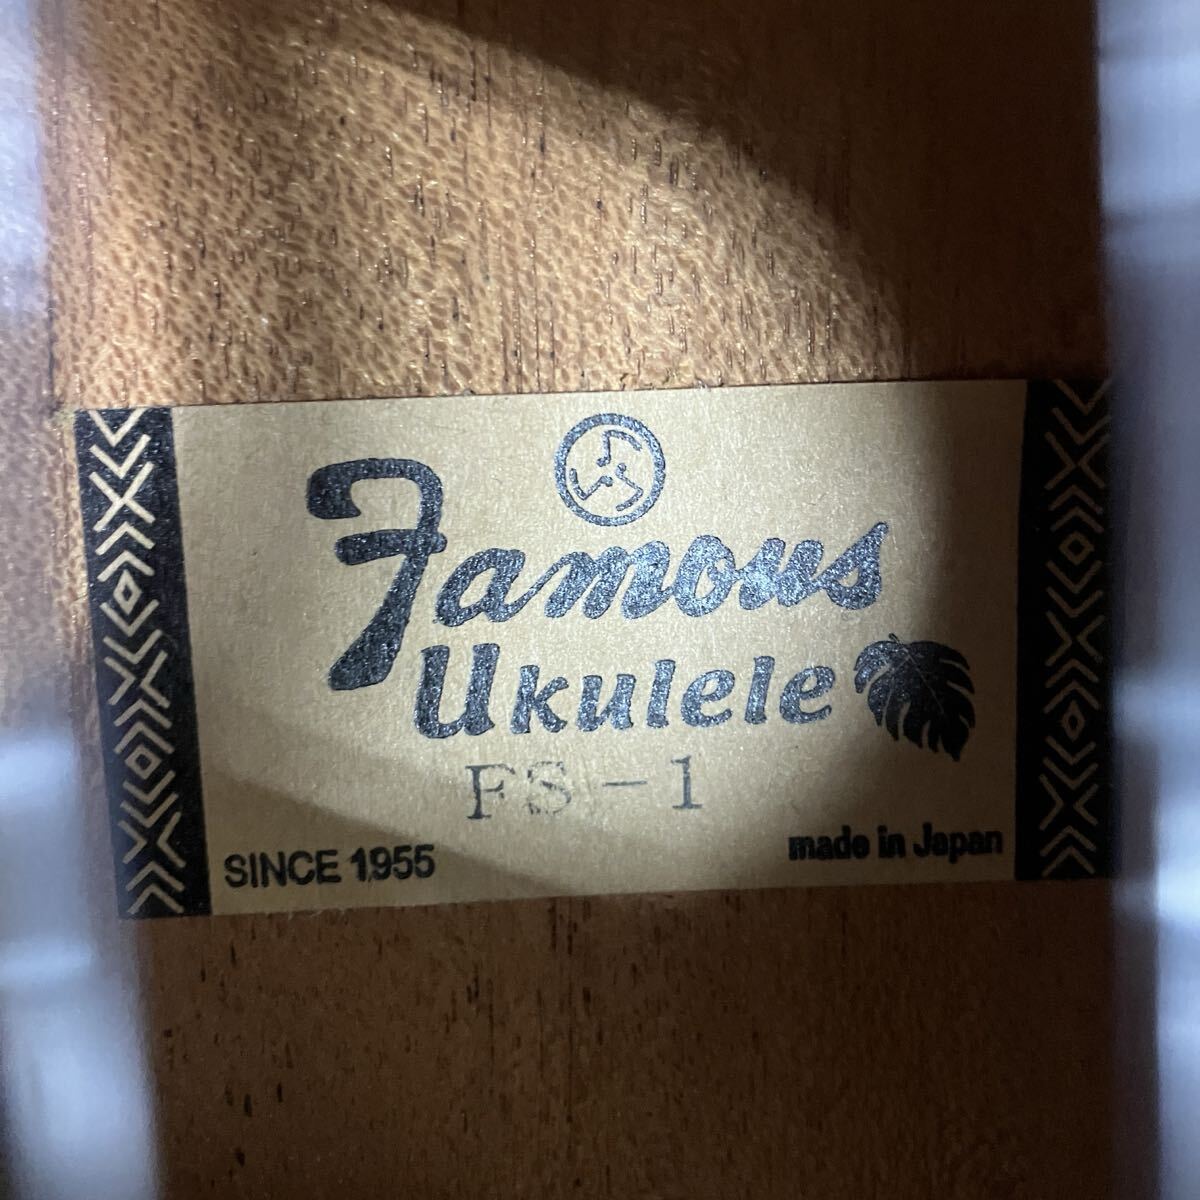 Famous
Ukulele
FS-1
SINCE 1955
made in Japan